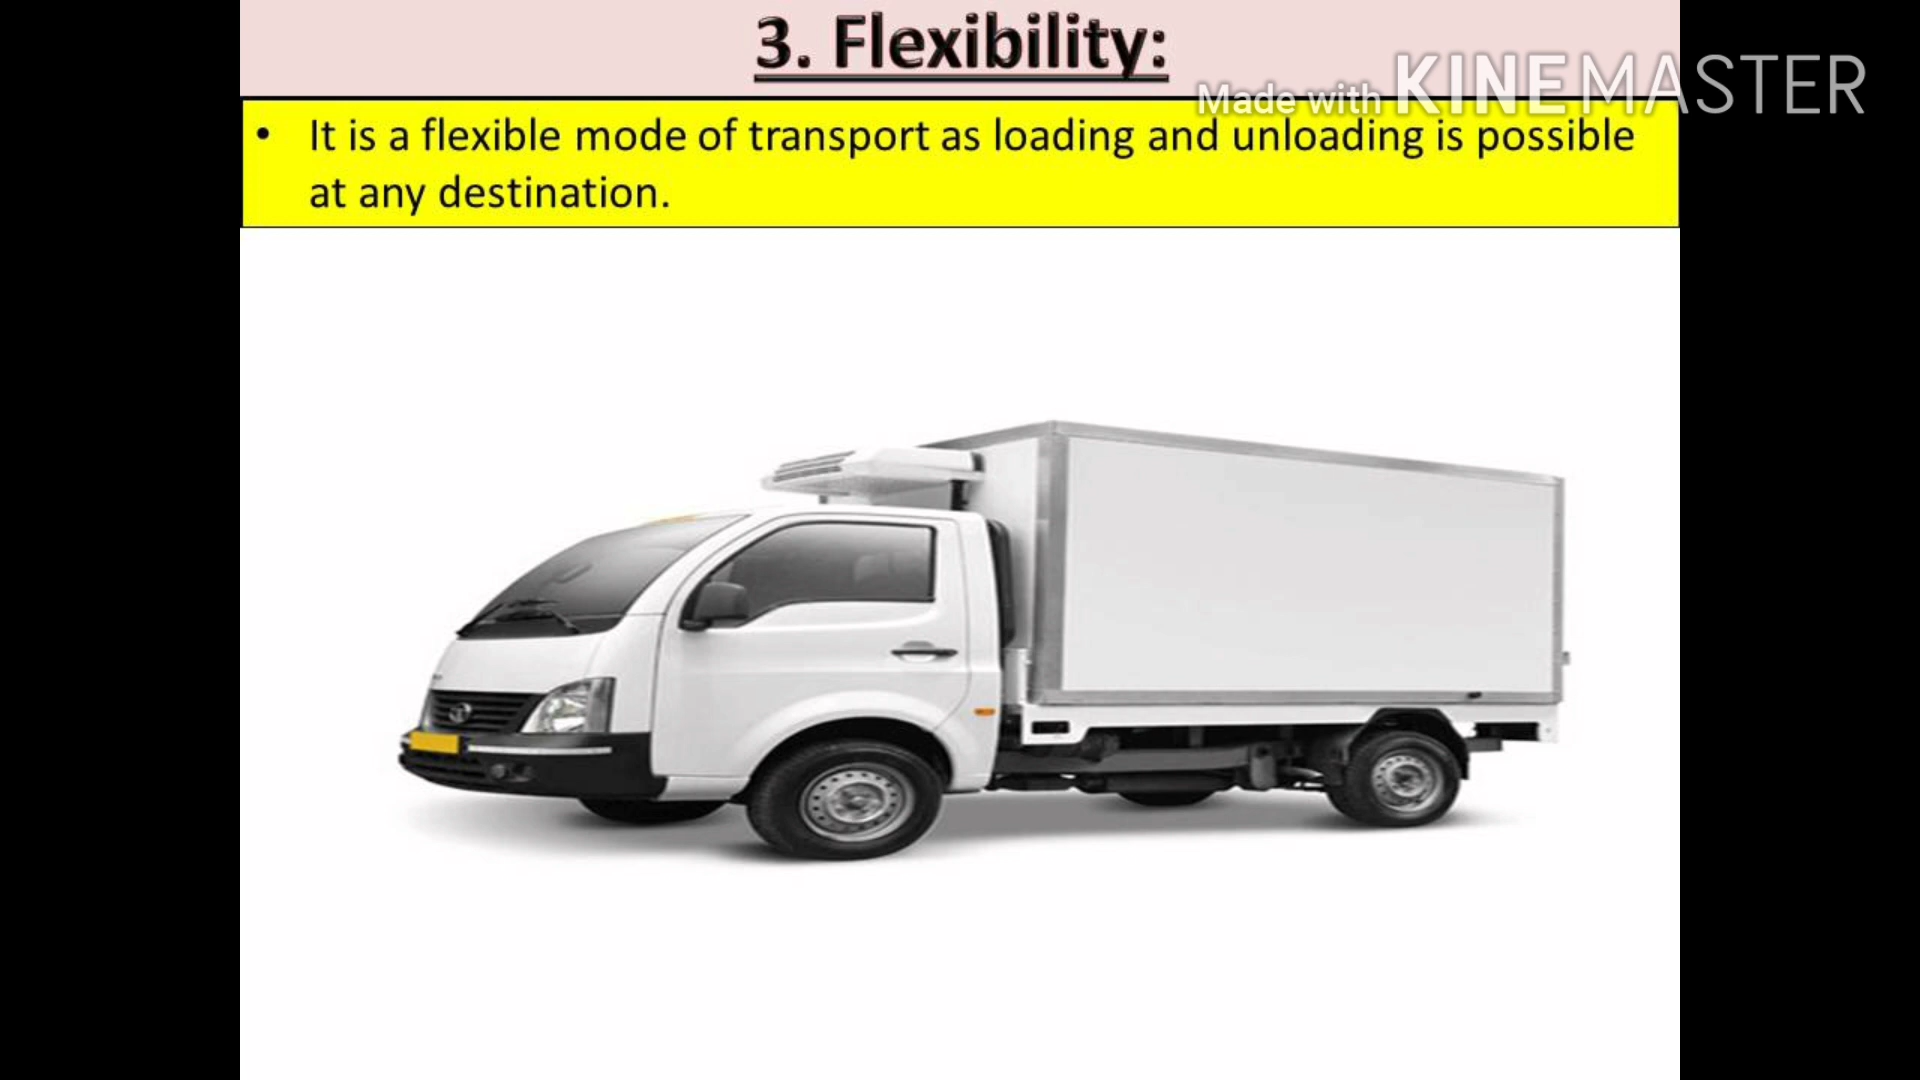 3. Flexibility:
Made with KINEMASTER
• It is a flexible mode of transport as loading and unloading is possible
at any destination.